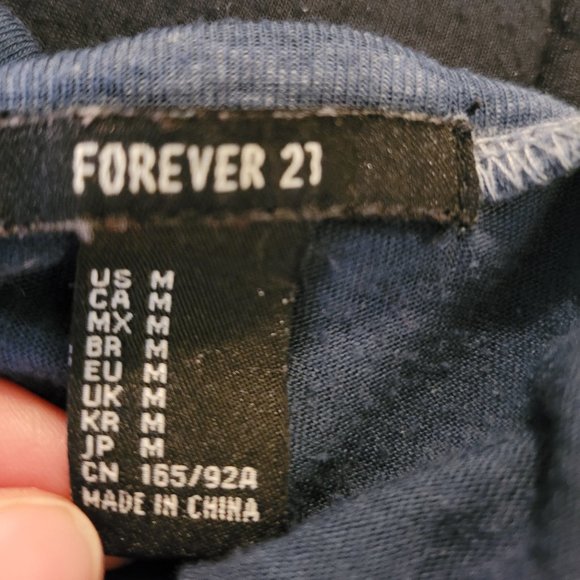 FOREVER 21
US M
CA M
MX M
BR M
EU M
UK M
KR M
JP M
CN 165/92A
MADE IN CHINA